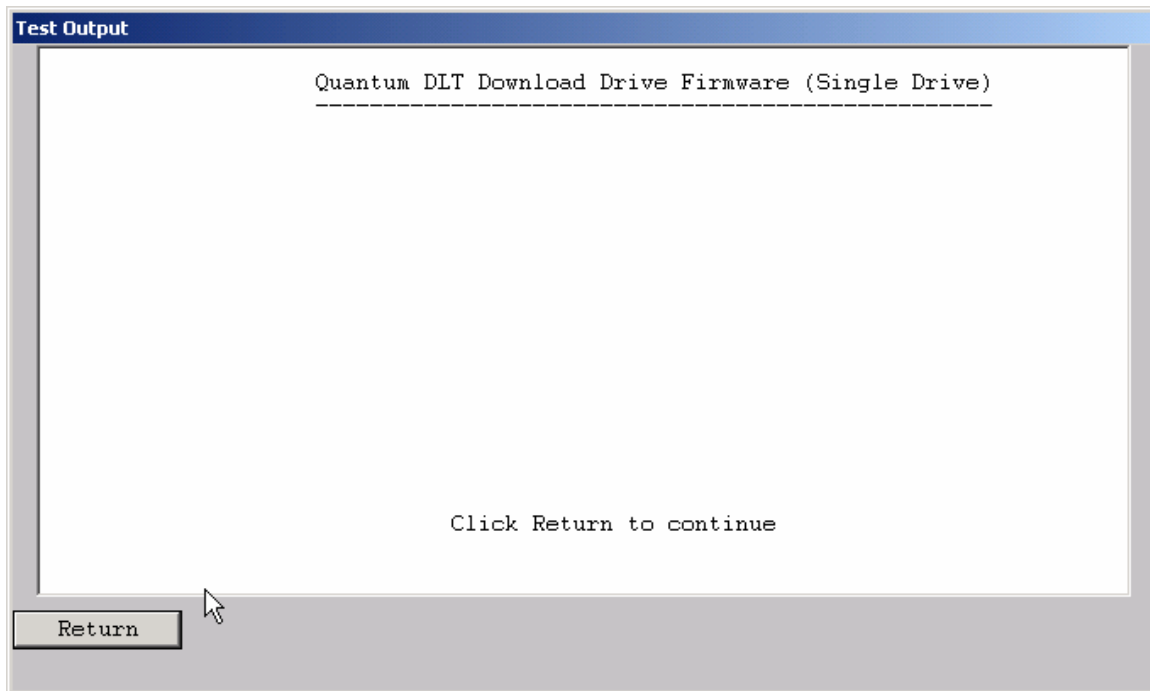 Test Output
Quantum DLT Download Drive Firmware (Single Drive)
--------------------------------------------------
Click Return to continue
Return